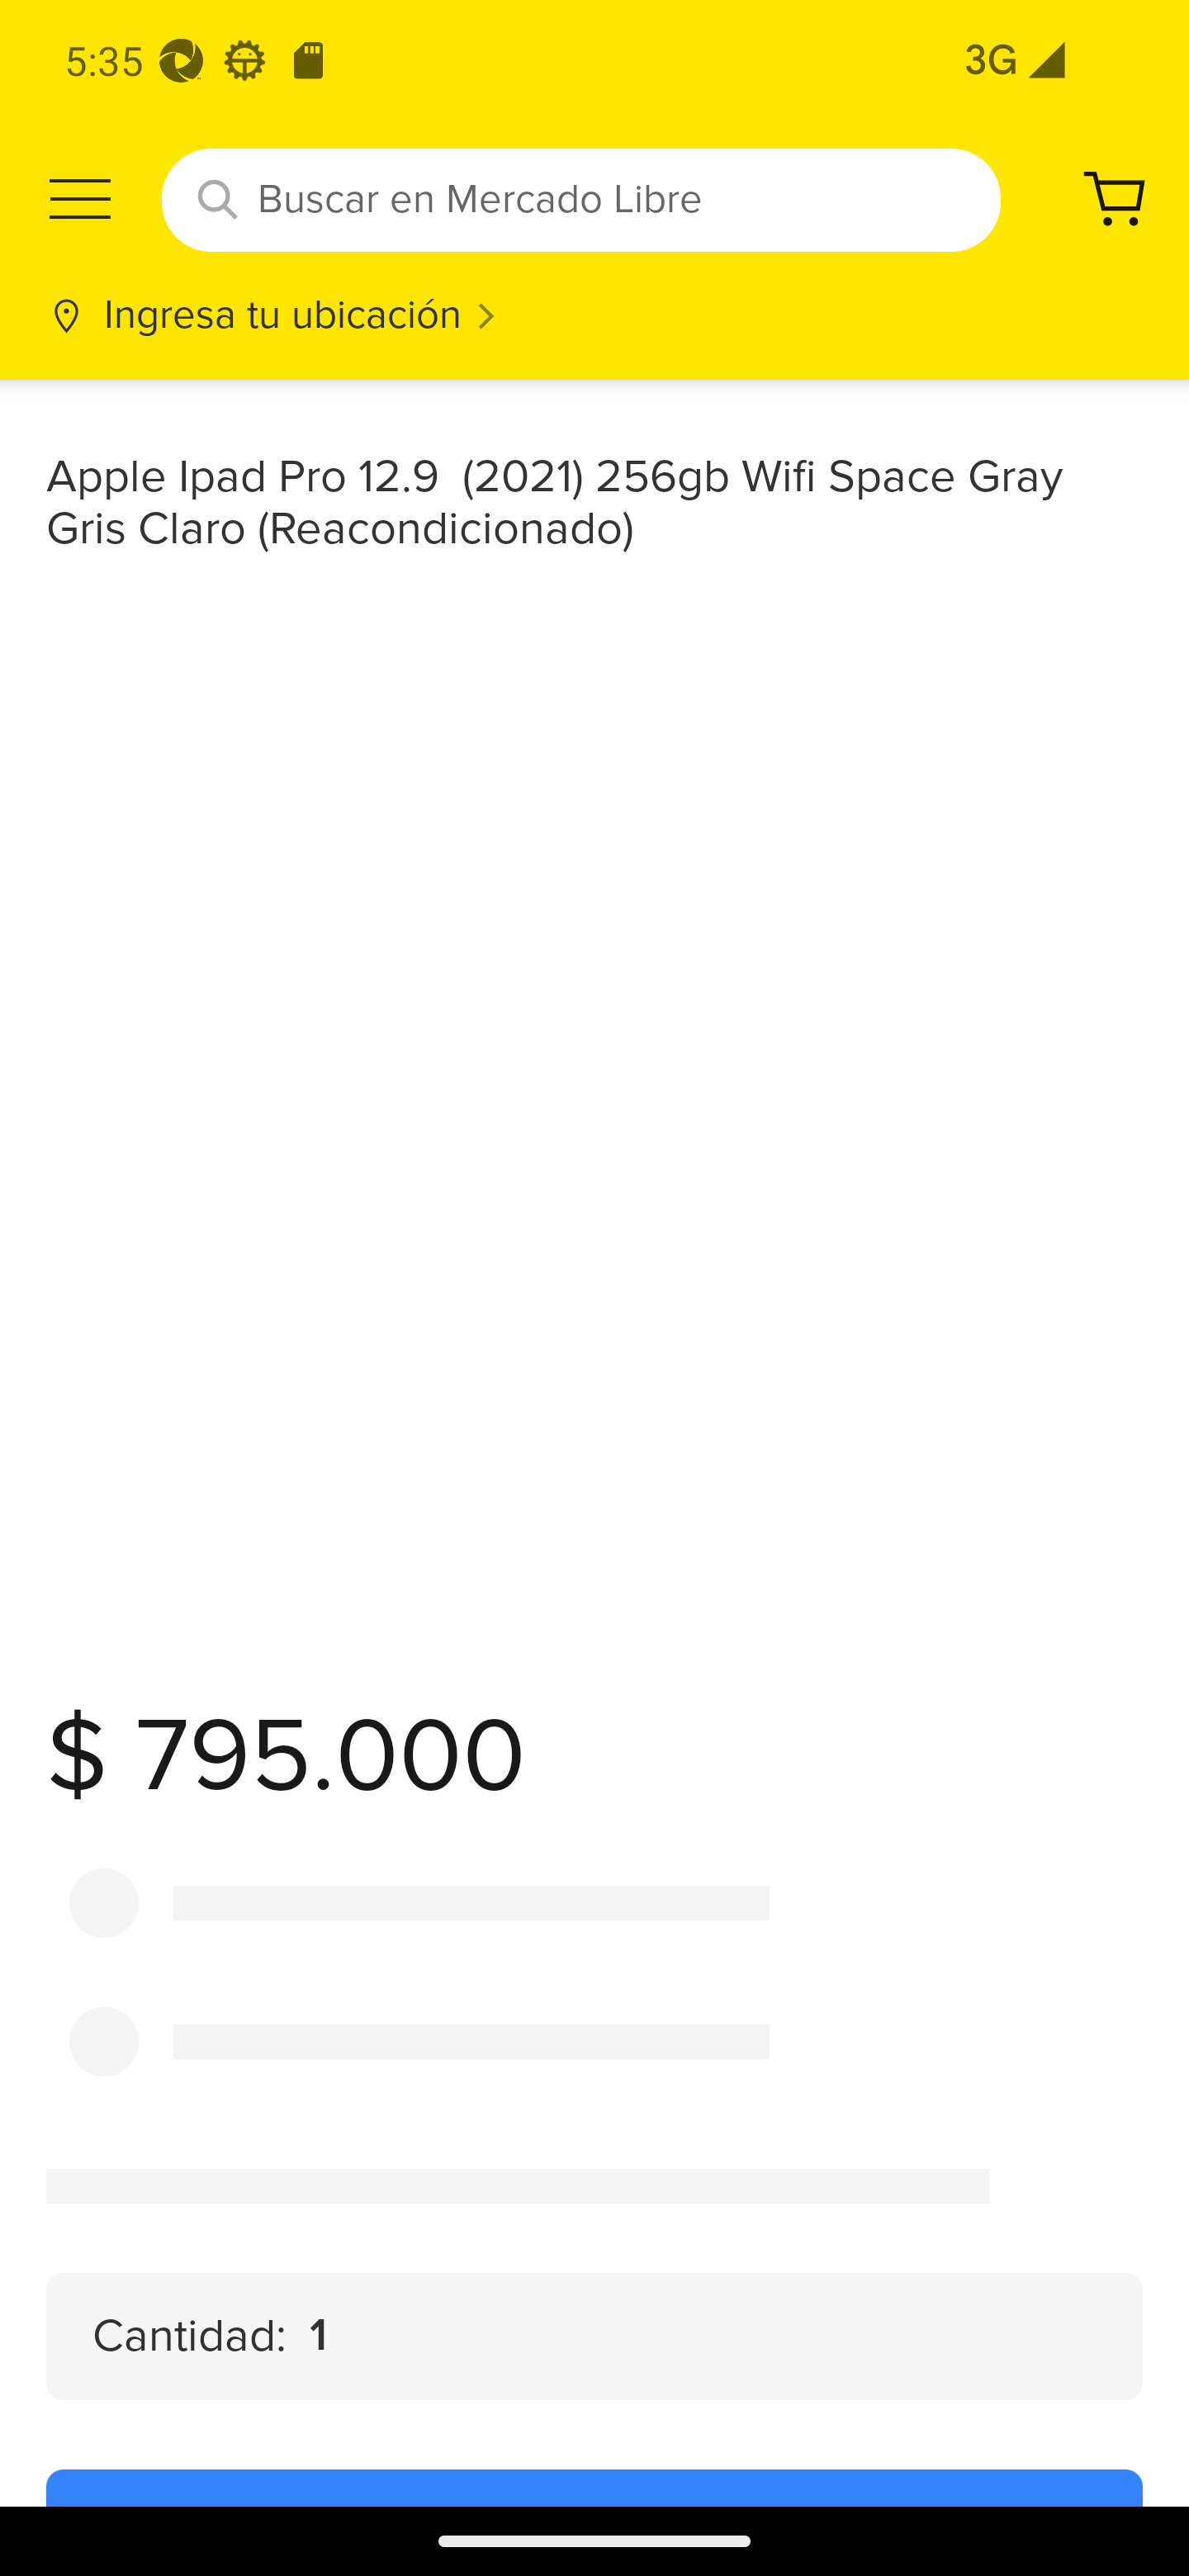 5:35
3G
Buscar en Mercado Libre
Ingresa tu ubicación
Apple Ipad Pro 12.9  (2021) 256gb Wifi Space Gray
Gris Claro (Reacondicionado)
$ 795.000
Cantidad: 1